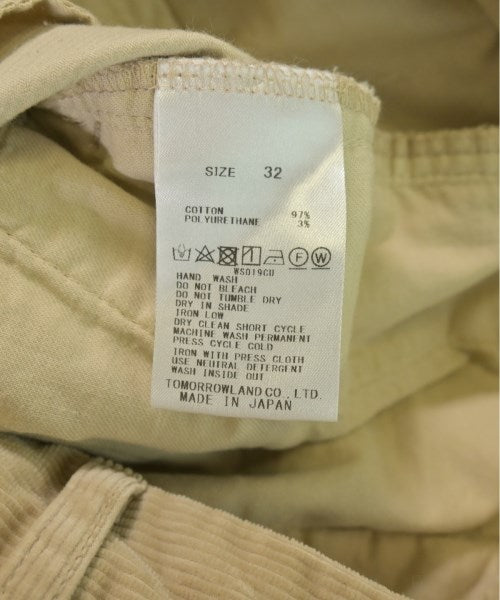 SIZE 32
COTTON 97%
POLYURETHANE 3%
F W
WS019CU
HAND WASH
DO NOT BLEACH
DO NOT TUMBLE DRY
DRY IN SHADE
IRON LOW
DRY CLEAN SHORT CYCLE
MACHINE WASH PERMANENT
PRESS CYCLE COLD
IRON WITH PRESS CLOTH
USE NEUTRAL DETERGENT
WASH INSIDE OUT
TOMORROWLAND CO., LTD.
MADE IN JAPAN